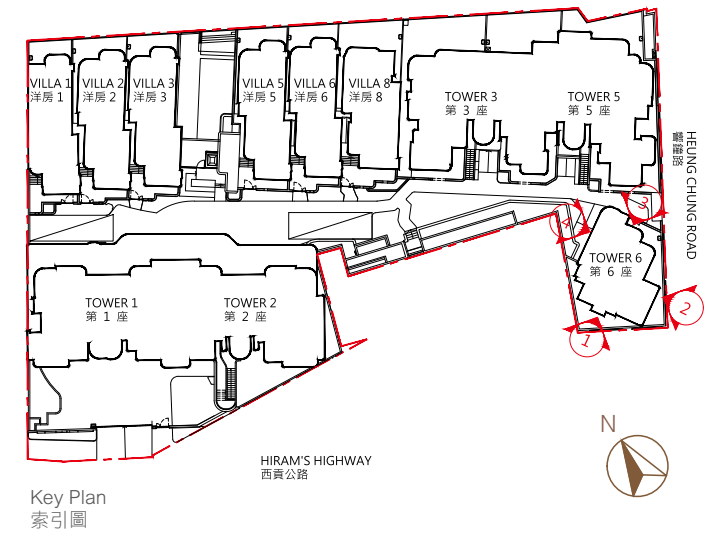 VILLA 1
洋房 1
VILLA 2
洋房 2
VILLA 3
洋房 3
VILLA 5
洋房 5
VILLA 6
洋房 6
VILLA 8
洋房 8
TOWER 3
第 3 座
TOWER 5
第 5 座
HEUNG CHUNG ROAD
響鐘路
3
4
TOWER 6
第 6 座
2
1
TOWER 1
第 1 座
TOWER 2
第 2 座
N
HIRAM'S HIGHWAY
西貢公路
Key Plan
索引圖